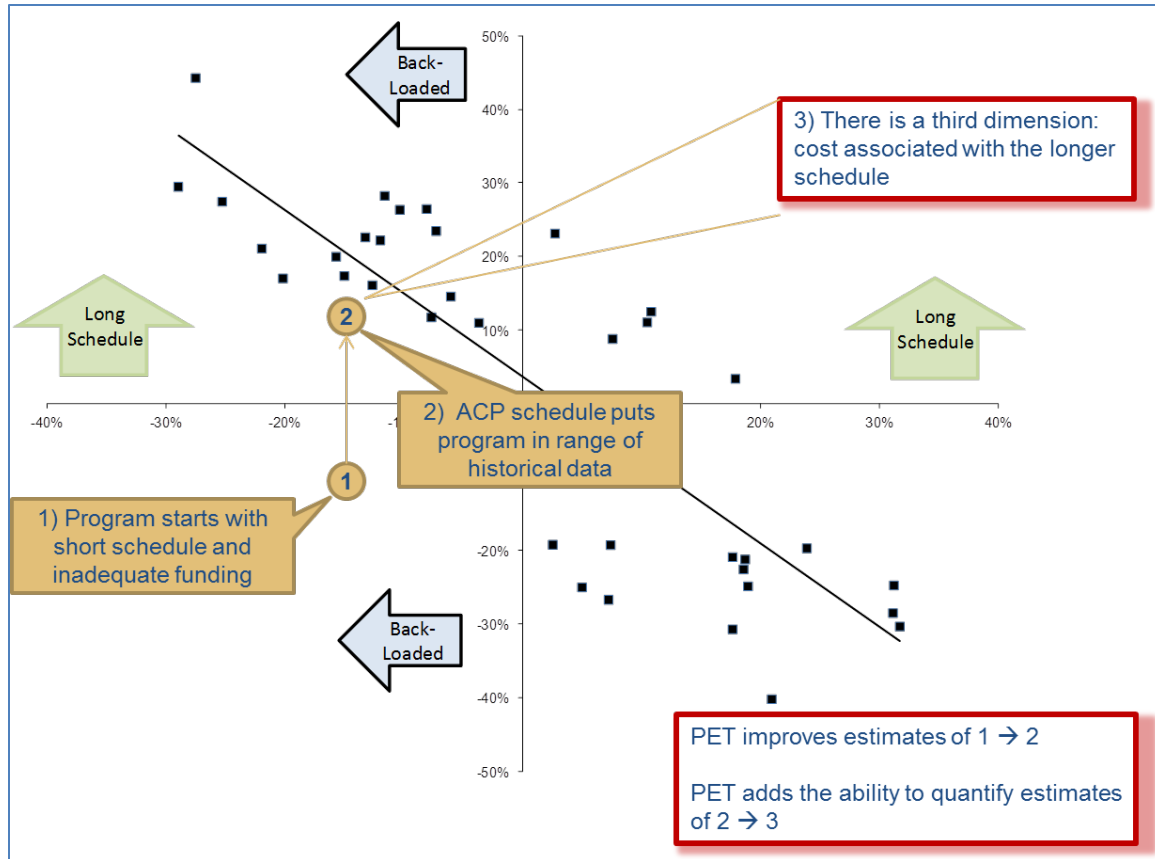 50%
Back-
Loaded
40%
3) There is a third dimension:
cost associated with the longer
schedule
30%
20%
Long
Schedule
2
10%
Long
Schedule
-40%
-30%
-20%
20%
30%
40%
2) ACP schedule puts
program in range of
historical data
1
1) Program starts with
short schedule and
inadequate funding
-20%
-30%
Back-
Loaded
-40%
-50%
PET improves estimates of 1 → 2
PET adds the ability to quantify estimates
of 2 → 3